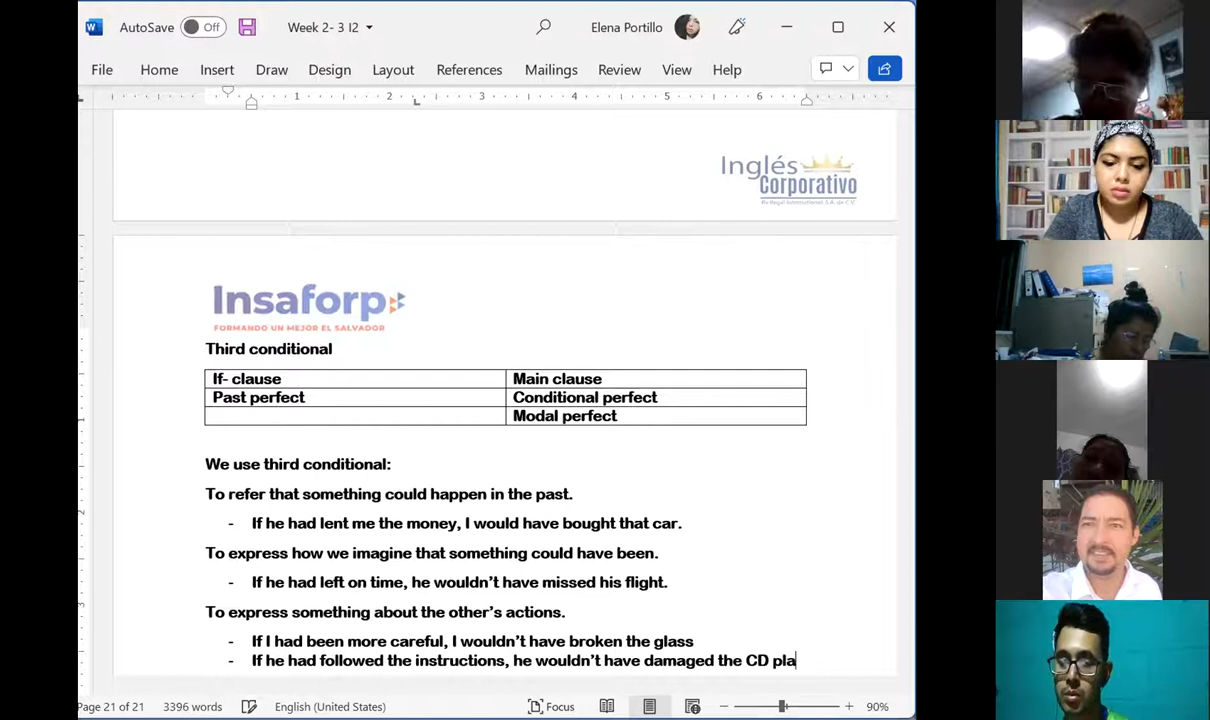 AutoSave Off Week 2- 3 I2 Elena Portillo
File Home Insert Draw Design Layout References Mailings Review View Help
1 2 3 4 5 6
Inglés
Corporativo
Insaforp
FORMANDO UN MEJOR EL SALVADOR
Third conditional
If- clause Main clause
Past perfect Conditional perfect
Modal perfect
We use third conditional:
To refer that something could happen in the past.
- If he had lent me the money, I would have bought that car.
To express how we imagine that something could have been.
- If he had left on time, he wouldn't have missed his flight.
To express something about the other's actions.
- If I had been more careful, I wouldn't have broken the glass
- If he had followed the instructions, he wouldn't have damaged the CD pla
Page 21 of 21 3396 words English (United States) Focus 90%